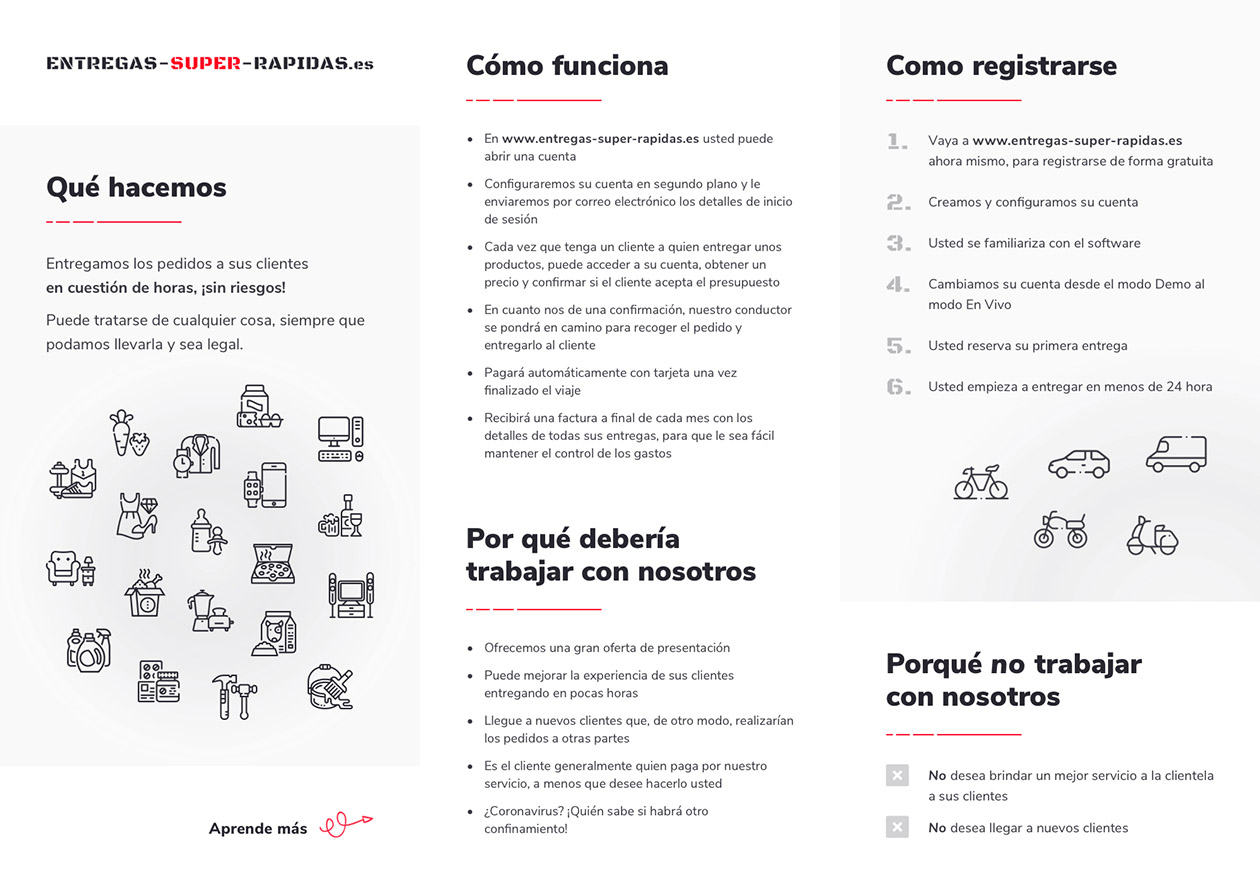 ENTREGAS-SUPER-RAPIDAS.es
Qué hacemos
Entregamos los pedidos a sus clientes
en cuestión de horas, ¡sin riesgos!
Puede tratarse de cualquier cosa, siempre que
podamos llevarla y sea legal.
Aprende más
Cómo funciona
• En www.entregas-super-rapidas.es usted puede
abrir una cuenta
• Configuraremos su cuenta en segundo plano y le
enviaremos por correo electrónico los detalles de inicio
de sesión
• Cada vez que tenga un cliente a quien entregar unos
productos, puede acceder a su cuenta, obtener un
precio y confirmar si el cliente acepta el presupuesto
• En cuanto nos de una confirmación, nuestro conductor
se pondrá en camino para recoger el pedido y
entregarlo al cliente
• Pagará automáticamente con tarjeta una vez
finalizado el viaje
• Recibirá una factura a final de cada mes con los
detalles de todas sus entregas, para que le sea fácil
mantener el control de los gastos
Por qué debería
trabajar con nosotros
• Ofrecemos una gran oferta de presentación
• Puede mejorar la experiencia de sus clientes
entregando en pocas horas
• Llegue a nuevos clientes que, de otro modo, realizarían
los pedidos a otras partes
• Es el cliente generalmente quien paga por nuestro
servicio, a menos que desee hacerlo usted
• ¿Coronavirus? ¡Quién sabe si habrá otro
confinamiento!
Como registrarse
1. Vaya a www.entregas-super-rapidas.es
ahora mismo, para registrarse de forma gratuita
2. Creamos y configuramos su cuenta
3. Usted se familiariza con el software
4. Cambiamos su cuenta desde el modo Demo al
modo En Vivo
5. Usted reserva su primera entrega
6. Usted empieza a entregar en menos de 24 hora
Porqué no trabajar
con nosotros
No desea brindar un mejor servicio a la clientela
a sus clientes
No desea llegar a nuevos clientes